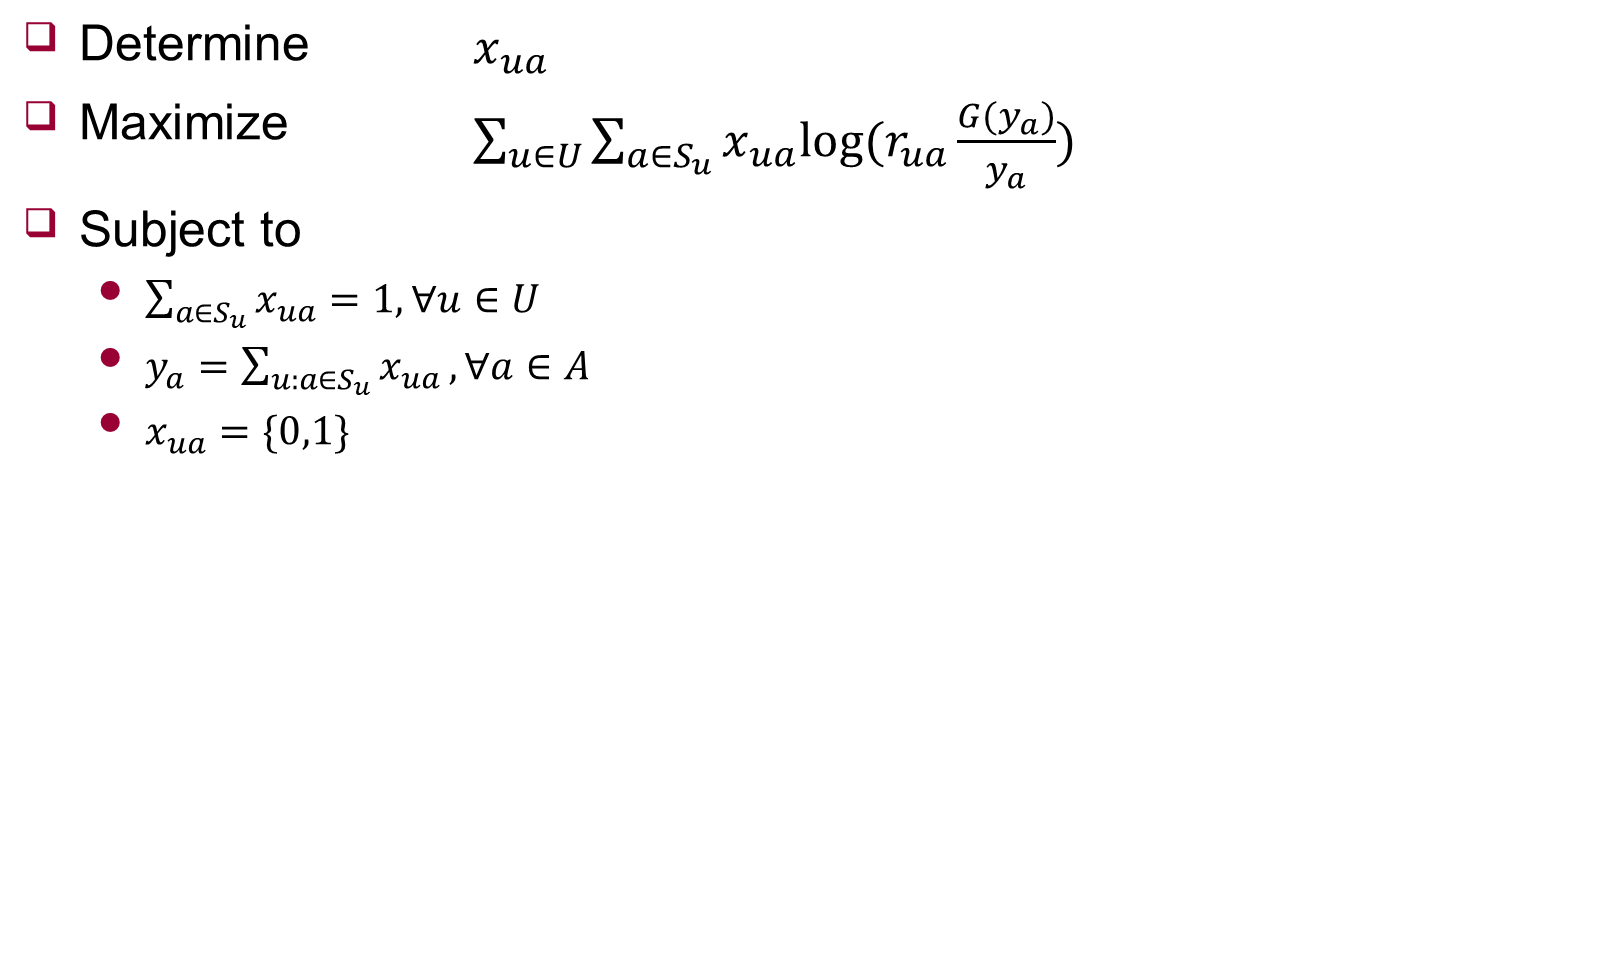 ❑ Determine x_{ua}
❑ Maximize ∑_{u∈U} ∑_{a∈S_u} x_{ua} log(r_{ua} \frac{G(y_a)}{y_a})
❑ Subject to
• ∑_{a∈S_u} x_{ua} = 1, ∀u ∈ U
• y_a = ∑_{u:a∈S_u} x_{ua} , ∀a ∈ A
• x_{ua} = {0,1}